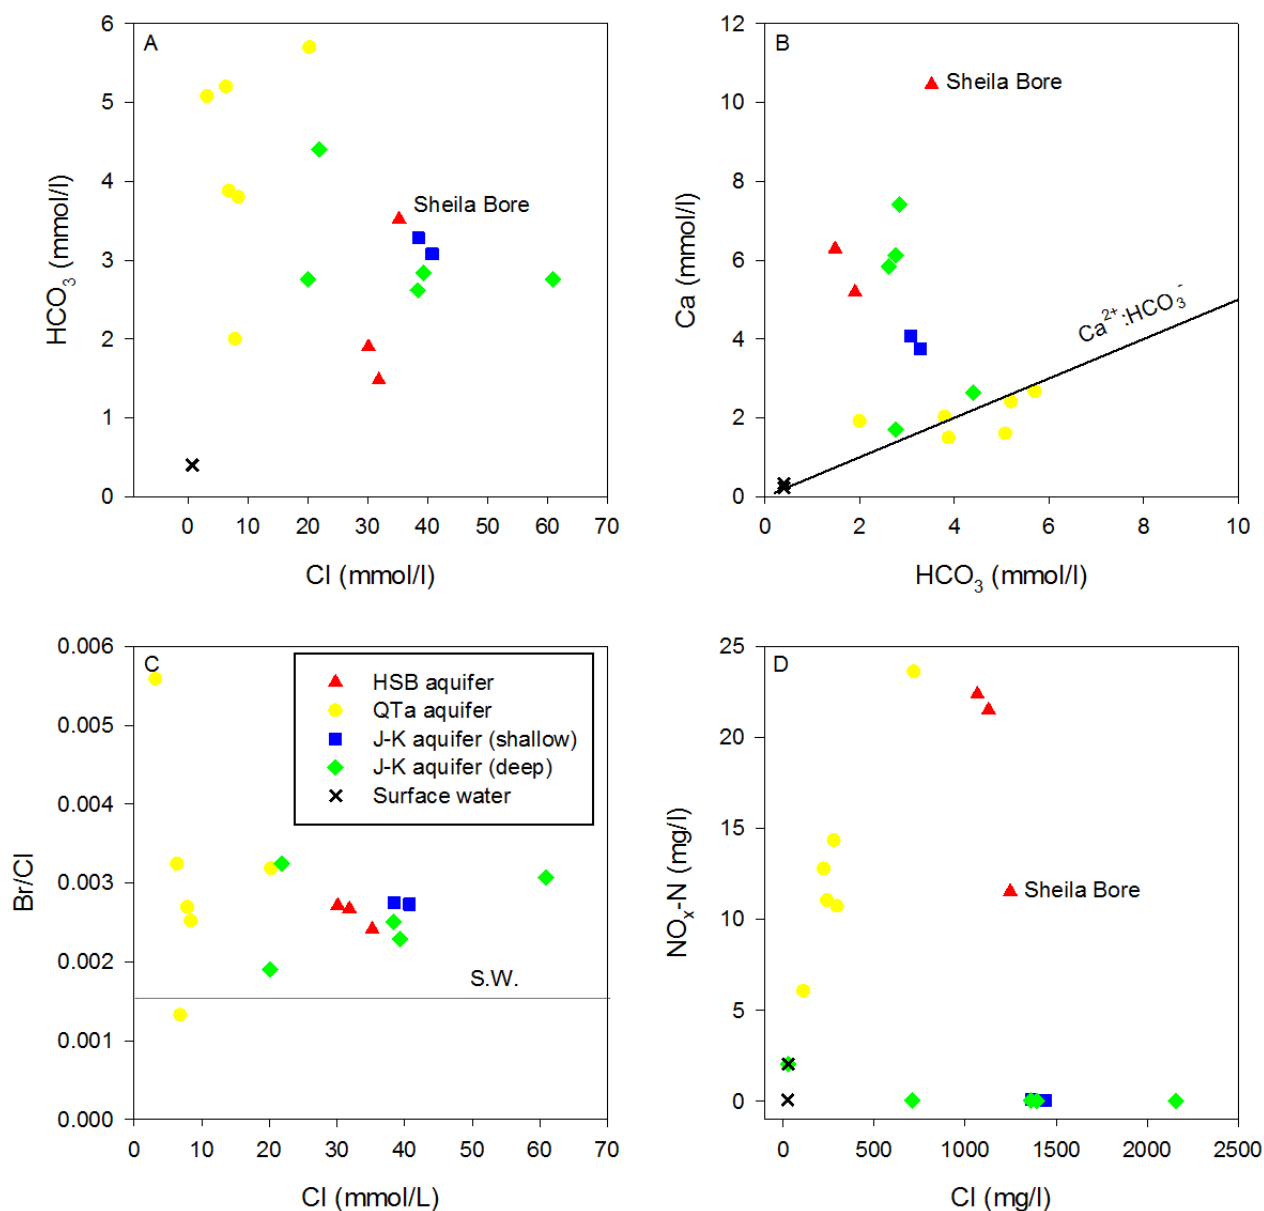 A
6
5
4
3
2
1
0
HCO₃ (mmol/l)
Sheila Bore
0 10 20 30 40 50 60 70
Cl (mmol/l)
B
12
10
8
6
4
2
0
Ca (mmol/l)
Sheila Bore
Ca²⁺:HCO₃⁻
0 2 4 6 8 10
HCO₃ (mmol/l)
C
0.006
0.005
0.004
0.003
0.002
0.001
0.000
Br/Cl
HSB aquifer
QTa aquifer
J-K aquifer (shallow)
J-K aquifer (deep)
Surface water
S.W.
0 10 20 30 40 50 60 70
Cl (mmol/L)
D
25
20
15
10
5
0
NOₓ-N (mg/l)
Sheila Bore
0 500 1000 1500 2000 2500
Cl (mg/l)